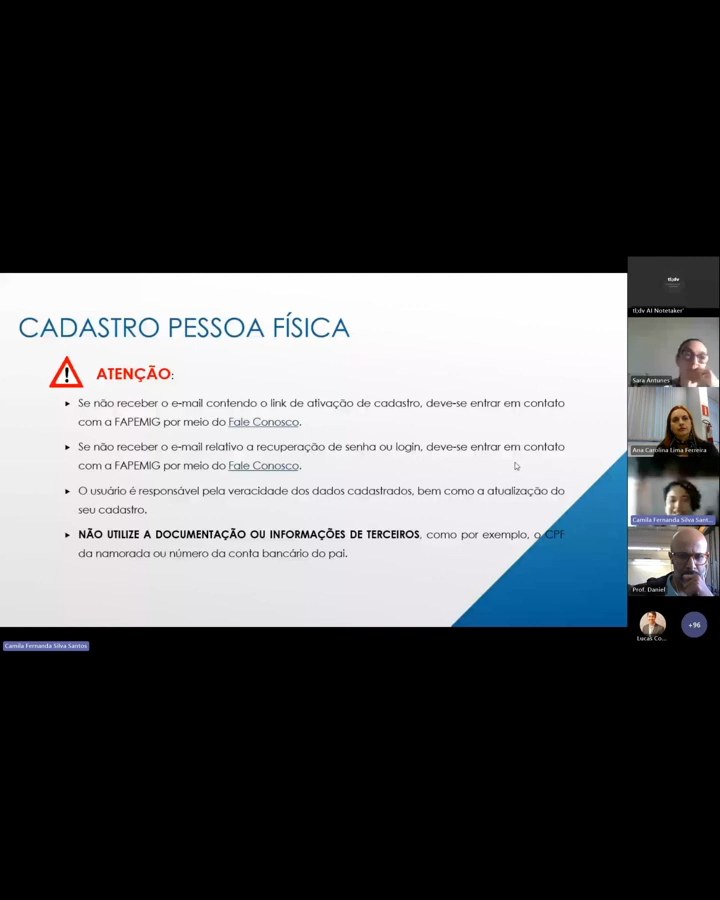 CADASTRO PESSOA FÍSICA
ATENÇÃO:
Se não receber o e-mail contendo o link de ativação de cadastro, deve-se entrar em contato
com a FAPEMIG por meio do Fale Conosco.
Se não receber o e-mail relativo a recuperação de senha ou login, deve-se entrar em contato
com a FAPEMIG por meio do Fale Conosco.
O usuário é responsável pela veracidade dos dados cadastrados, bem como a atualização do
seu cadastro.
NÃO UTILIZE A DOCUMENTAÇÃO OU INFORMAÇÕES DE TERCEIROS, como por exemplo, o CPF
da namorada ou número da conta bancário do pai.
tl;dv
tl;dv AI Notetaker
Sara Antunes
Ana Carolina Lima Ferreira
Camila Fernanda Silva Sant...
Prof. Daniel
Lucas Co...
+96
Camila Fernanda Silva Santos